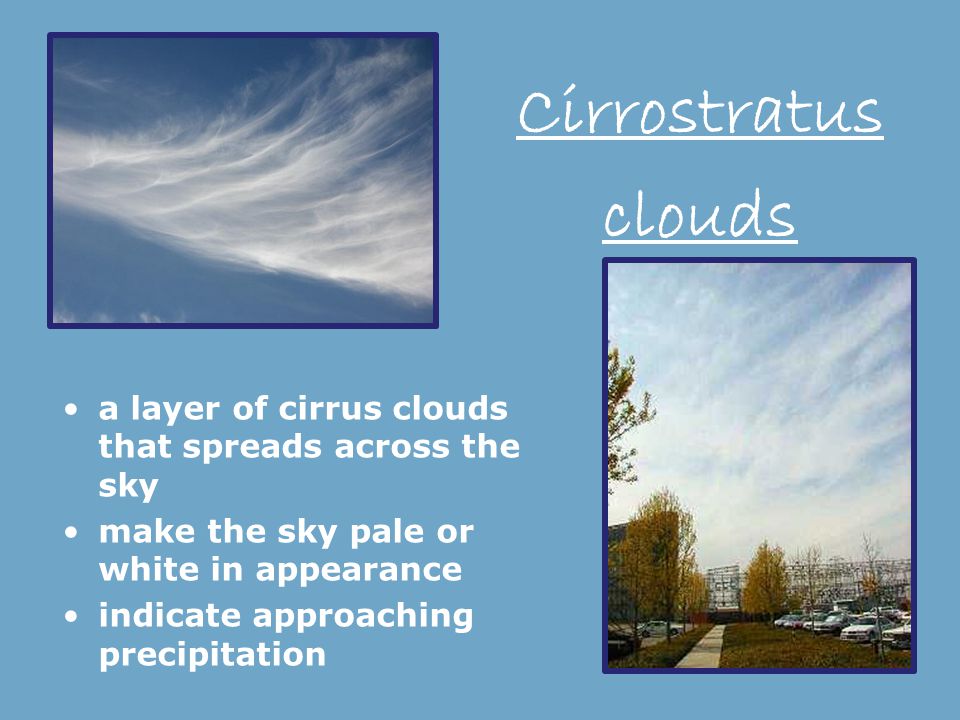 Cirrostratus
clouds
• a layer of cirrus clouds
that spreads across the
sky
• make the sky pale or
white in appearance
• indicate approaching
precipitation